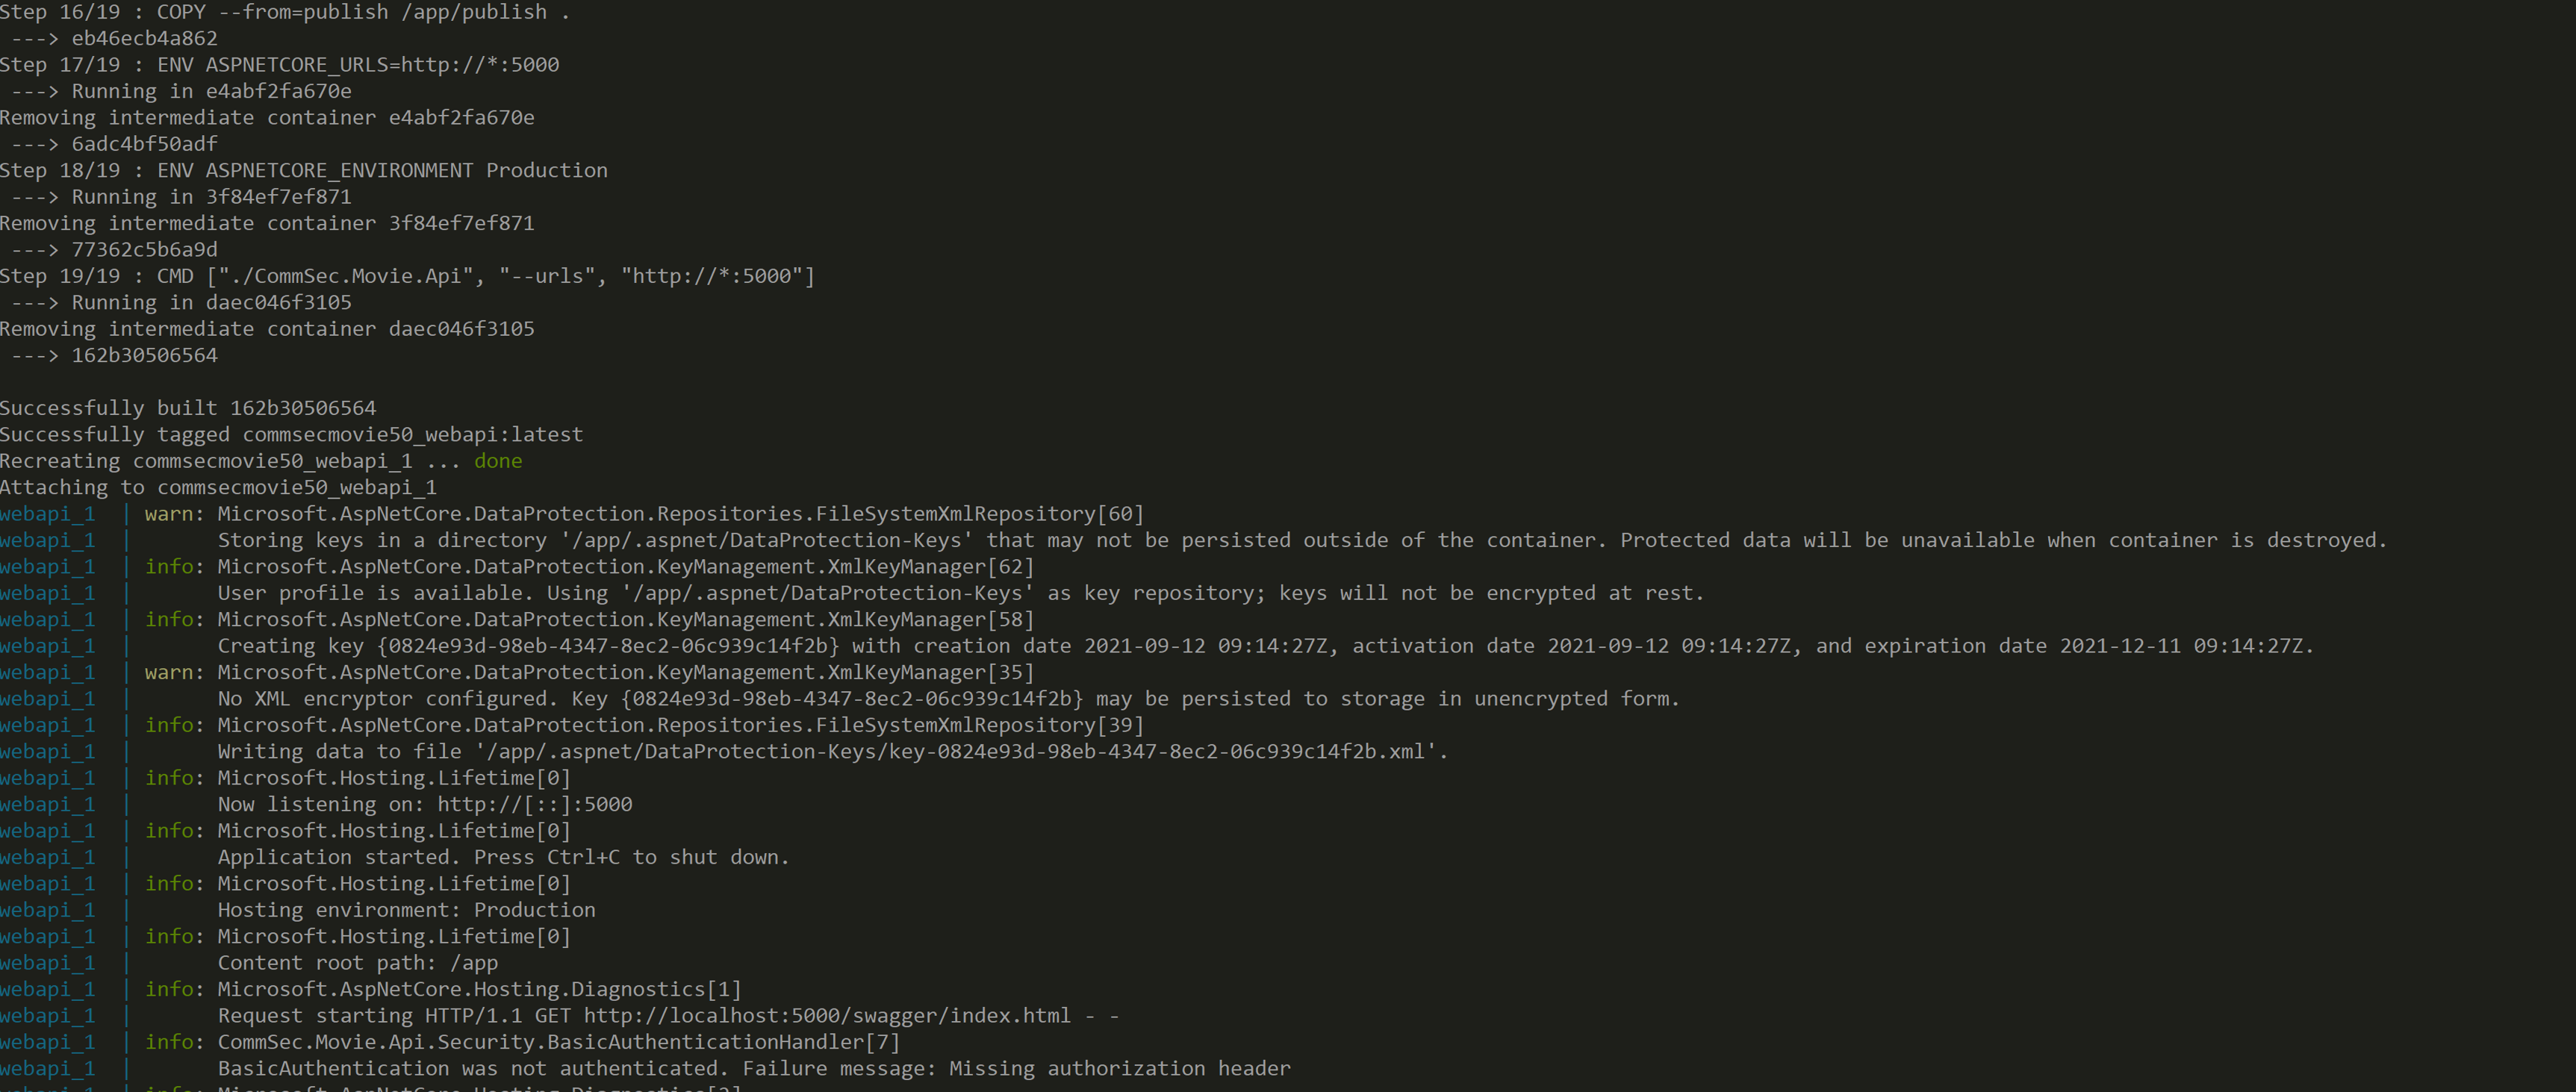 Step 16/19 : COPY --from=publish /app/publish .
 ---> eb46ecb4a862
Step 17/19 : ENV ASPNETCORE_URLS=http://*:5000
 ---> Running in e4abf2fa670e
Removing intermediate container e4abf2fa670e
 ---> 6adc4bf50adf
Step 18/19 : ENV ASPNETCORE_ENVIRONMENT Production
 ---> Running in 3f84ef7ef871
Removing intermediate container 3f84ef7ef871
 ---> 77362c5b6a9d
Step 19/19 : CMD ["./CommSec.Movie.Api", "--urls", "http://*:5000"]
 ---> Running in daec046f3105
Removing intermediate container daec046f3105
 ---> 162b30506564
Successfully built 162b30506564
Successfully tagged commsecmovie50_webapi:latest
Recreating commsecmovie50_webapi_1 ... done
Attaching to commsecmovie50_webapi_1
webapi_1  | warn: Microsoft.AspNetCore.DataProtection.Repositories.FileSystemXmlRepository[60]
webapi_1  |       Storing keys in a directory '/app/.aspnet/DataProtection-Keys' that may not be persisted outside of the container. Protected data will be unavailable when container is destroyed.
webapi_1  | info: Microsoft.AspNetCore.DataProtection.KeyManagement.XmlKeyManager[62]
webapi_1  |       User profile is available. Using '/app/.aspnet/DataProtection-Keys' as key repository; keys will not be encrypted at rest.
webapi_1  | info: Microsoft.AspNetCore.DataProtection.KeyManagement.XmlKeyManager[58]
webapi_1  |       Creating key {0824e93d-98eb-4347-8ec2-06c939c14f2b} with creation date 2021-09-12 09:14:27Z, activation date 2021-09-12 09:14:27Z, and expiration date 2021-12-11 09:14:27Z.
webapi_1  | warn: Microsoft.AspNetCore.DataProtection.KeyManagement.XmlKeyManager[35]
webapi_1  |       No XML encryptor configured. Key {0824e93d-98eb-4347-8ec2-06c939c14f2b} may be persisted to storage in unencrypted form.
webapi_1  | info: Microsoft.AspNetCore.DataProtection.Repositories.FileSystemXmlRepository[39]
webapi_1  |       Writing data to file '/app/.aspnet/DataProtection-Keys/key-0824e93d-98eb-4347-8ec2-06c939c14f2b.xml'.
webapi_1  | info: Microsoft.Hosting.Lifetime[0]
webapi_1  |       Now listening on: http://[::]:5000
webapi_1  | info: Microsoft.Hosting.Lifetime[0]
webapi_1  |       Application started. Press Ctrl+C to shut down.
webapi_1  | info: Microsoft.Hosting.Lifetime[0]
webapi_1  |       Hosting environment: Production
webapi_1  | info: Microsoft.Hosting.Lifetime[0]
webapi_1  |       Content root path: /app
webapi_1  | info: Microsoft.AspNetCore.Hosting.Diagnostics[1]
webapi_1  |       Request starting HTTP/1.1 GET http://localhost:5000/swagger/index.html - -
webapi_1  | info: CommSec.Movie.Api.Security.BasicAuthenticationHandler[7]
webapi_1  |       BasicAuthentication was not authenticated. Failure message: Missing authorization header